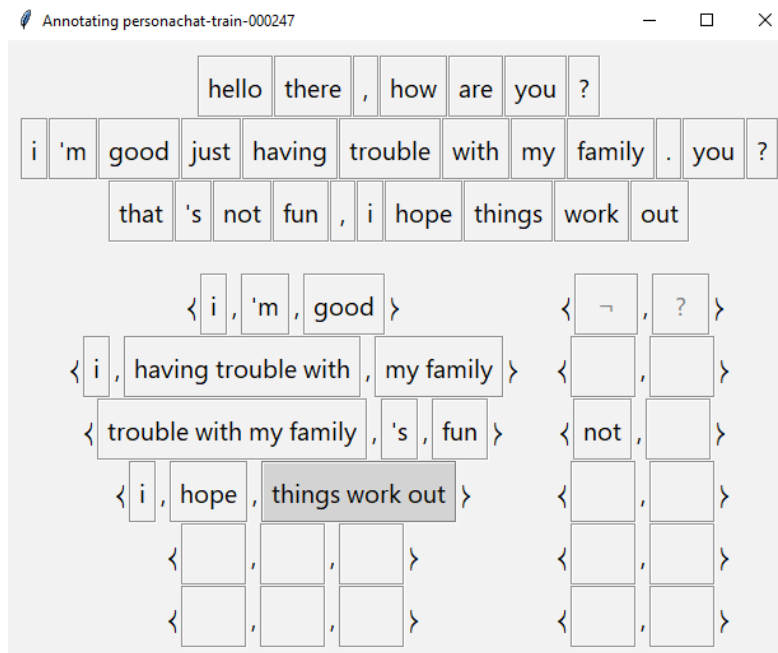 Annotating personachat-train-000247
hello there , how are you ?
i 'm good just having trouble with my family . you ?
that 's not fun , i hope things work out
⟨ i , 'm , good ⟩ ⟨ ¬ , ? ⟩
⟨ i , having trouble with , my family ⟩ ⟨ , ⟩
⟨ trouble with my family , 's , fun ⟩ ⟨ not , ⟩
⟨ i , hope , things work out ⟩ ⟨ , ⟩
⟨ , , ⟩ ⟨ , ⟩
⟨ , , ⟩ ⟨ , ⟩